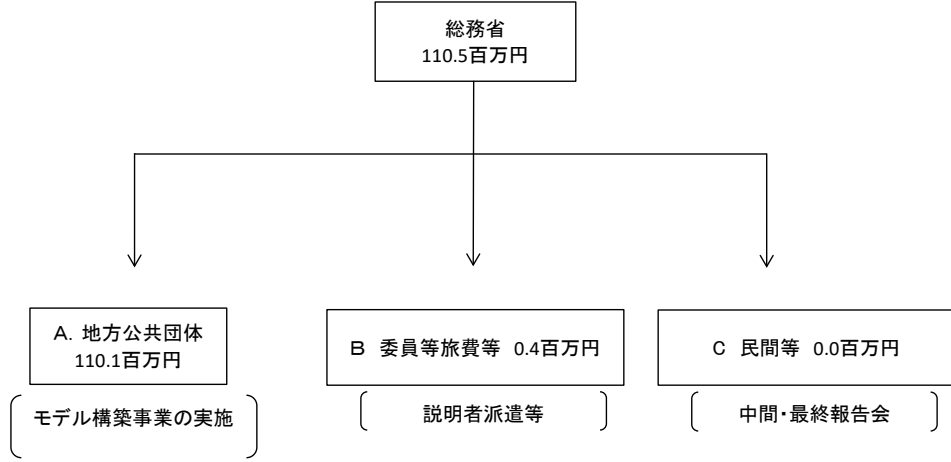 総務省
110.5百万円
A. 地方公共団体
110.1百万円
モデル構築事業の実施
B 委員等旅費等 0.4百万円
説明者派遣等
C 民間等 0.0百万円
中間・最終報告会